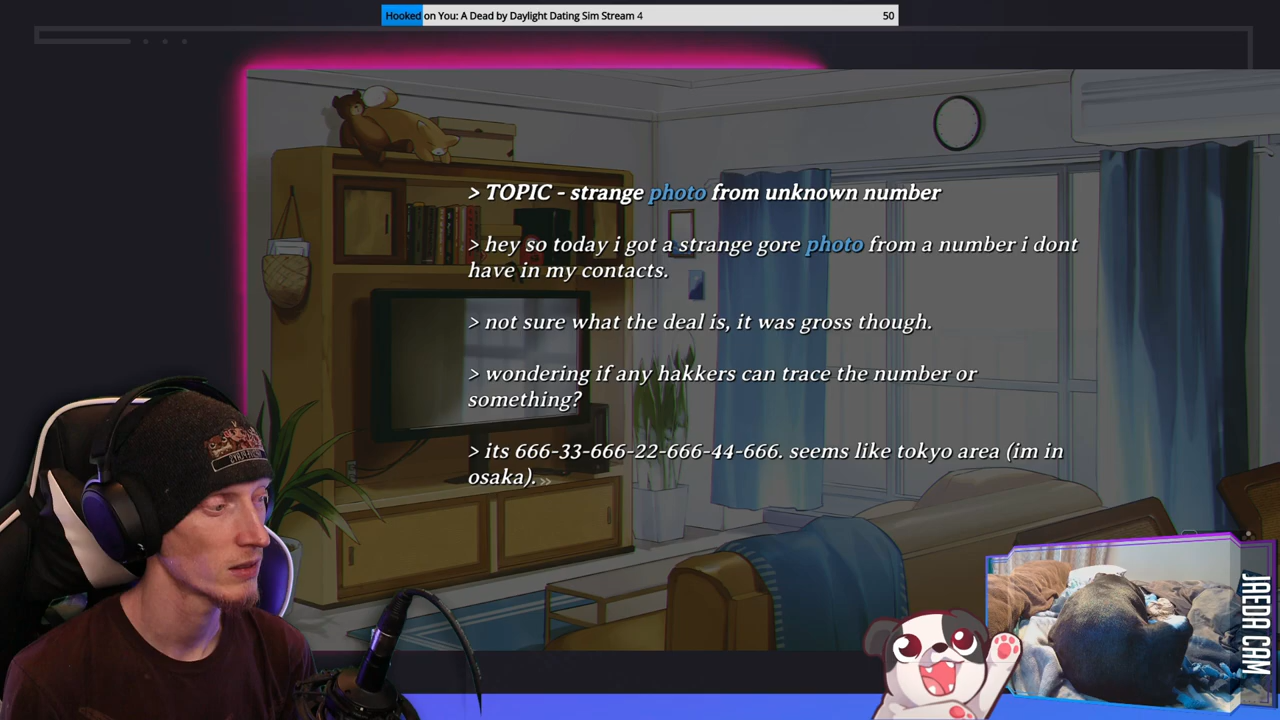 Hooked on You: A Dead by Daylight Dating Sim Stream 4
50
> TOPIC - strange photo from unknown number
> hey so today i got a strange gore photo from a number i dont
have in my contacts.
> not sure what the deal is, it was gross though.
> wondering if any hakkers can trace the number or
something?
> its 666-33-666-22-666-44-666. seems like tokyo area (im in
osaka).»
JAEDA CAM